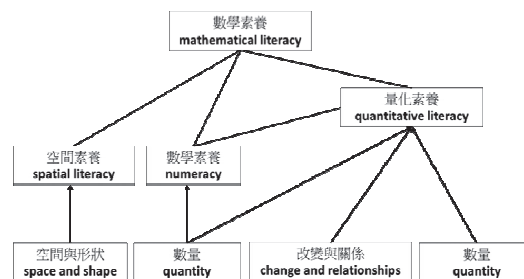 數學素養
mathematical literacy
量化素養
quantitative literacy
空間素養
spatial literacy
數學素養
numeracy
空間與形狀
space and shape
數量
quantity
改變與關係
change and relationships
數量
quantity